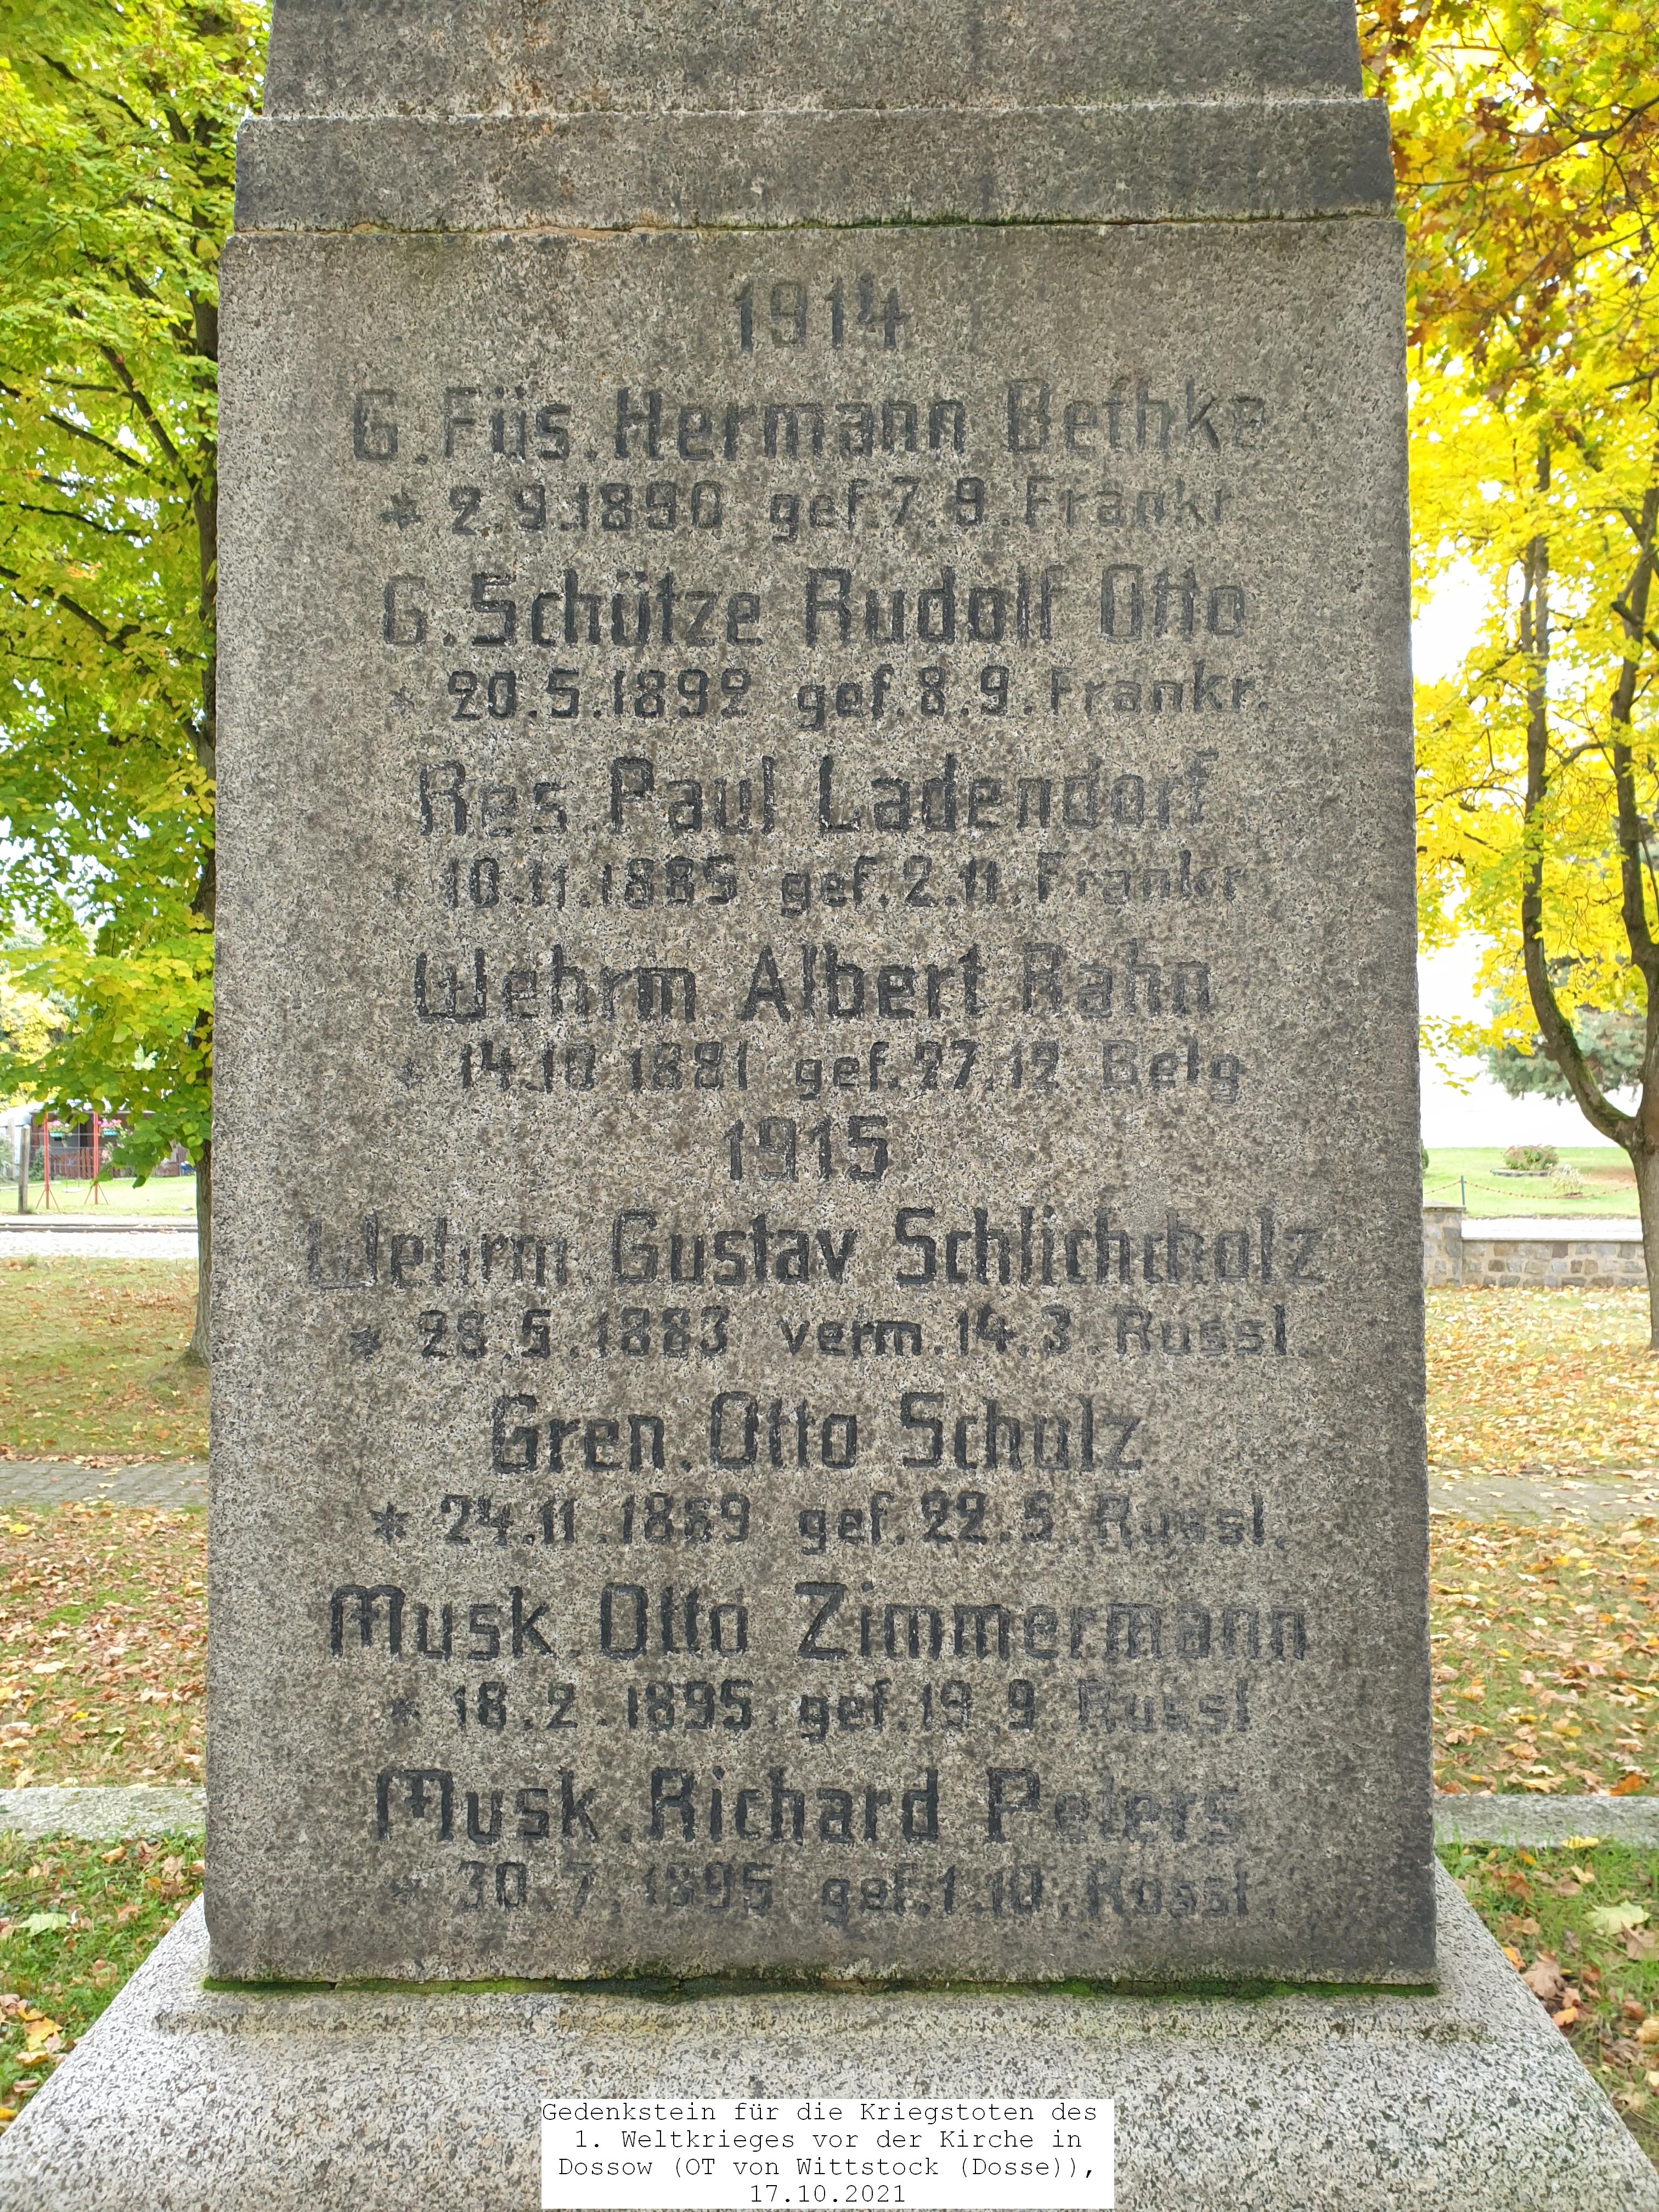 1914
G. Füs. Hermann Bethke
* 2.9.1890 gef. 7.9. Frankr.
G. Schütze Rudolf Otto
* 20.5.1892 gef. 8.9. Frankr.
Res. Paul Ladendorf
* 10.11.1885 gef. 2.11. Frankr.
Wehrm. Albert Rahn
* 14.10.1881 gef. 27.12. Belg.
1915
Wehrm. Gustav
* 28.5.1883 verm. 14.3. Russl.
Gren. Otto Schulz
* 24.11. gef. 22.5. Russl.
Musk. Otto Zimmermann
* 18.2.1895. gef. 19.9. Russl.
Musk. Richard Peters
* 30.7.1895 gef. 1.10. Russl.
Gedenkstein für die Kriegstoten des
1. Weltkrieges vor der Kirche in
Dossow (OT von Wittstock (Dosse)),
17.10.2021